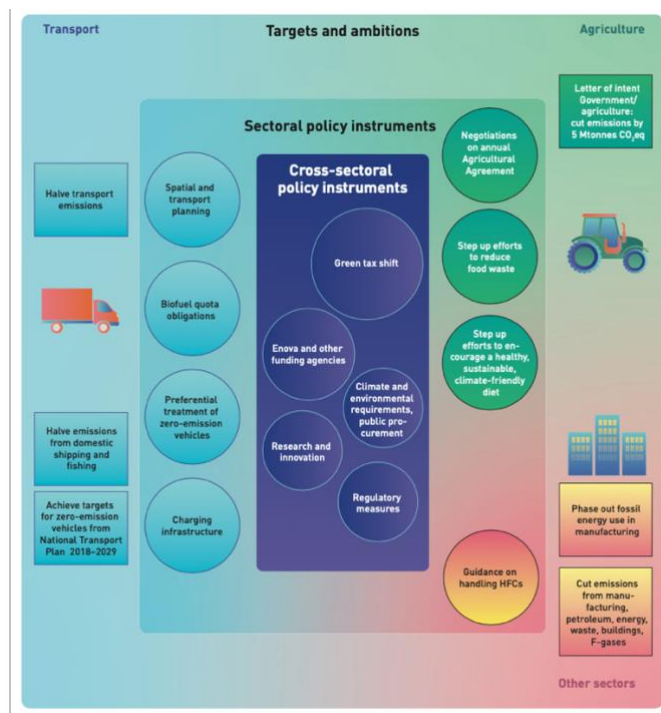 Transport
Targets and ambitions
Agriculture
Letter of intent
Government/
agriculture:
cut emissions by
5 Mtonnes CO₂eq
Sectoral policy instruments
Negotiations
on annual
Agricultural
Agreement
Cross-sectoral
policy instruments
Halve transport
emissions
Spatial and
transport
planning
Green tax shift
Step up efforts
to reduce
food waste
Biofuel quota
obligations
Enova and other
funding agencies
Step up
efforts to en-
courage a healthy,
sustainable,
climate-friendly
diet
Preferential
treatment of
zero-emission
vehicles
Climate and
environmental
requirements,
public pro-
curement
Halve emissions
from domestic
shipping and
fishing
Research and
innovation
Achieve targets
for zero-emission
vehicles from
National Transport
Plan 2018–2029
Charging
infrastructure
Regulatory
measures
Phase out fossil
energy use in
manufacturing
Guidance on
handling HFCs
Cut emissions
from manu-
facturing,
petroleum, energy,
waste, buildings,
F-gases
Other sectors